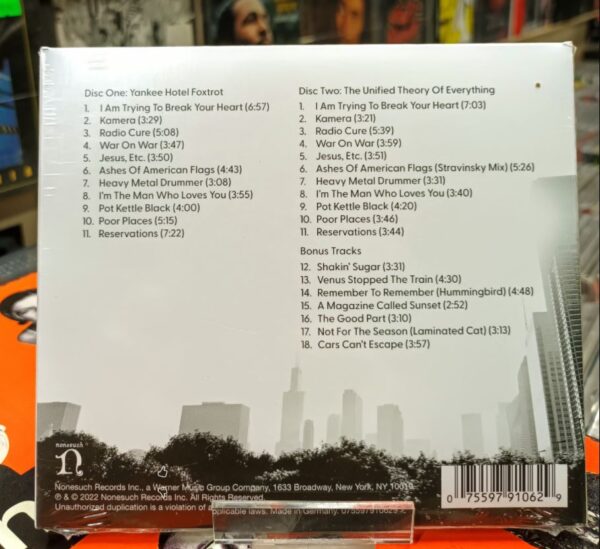 Disc One: Yankee Hotel Foxtrot
1. I Am Trying To Break Your Heart (6:57)
2. Kamera (3:29)
3. Radio Cure (5:08)
4. War On War (3:47)
5. Jesus, Etc. (3:50)
6. Ashes Of American Flags (4:43)
7. Heavy Metal Drummer (3:08)
8. I'm The Man Who Loves You (3:55)
9. Pot Kettle Black (4:00)
10. Poor Places (5:15)
11. Reservations (7:22)
Disc Two: The Unified Theory Of Everything
1. I Am Trying To Break Your Heart (7:03)
2. Kamera (3:21)
3. Radio Cure (5:39)
4. War On War (3:59)
5. Jesus, Etc. (3:51)
6. Ashes Of American Flags (Stravinsky Mix) (5:26)
7. Heavy Metal Drummer (3:31)
8. I'm The Man Who Loves You (3:40)
9. Pot Kettle Black (4:20)
10. Poor Places (3:46)
11. Reservations (3:44)
Bonus Tracks
12. Shakin' Sugar (3:31)
13. Venus Stopped The Train (4:30)
14. Remember To Remember (Hummingbird) (4:48)
15. A Magazine Called Sunset (2:52)
16. The Good Part (3:10)
17. Not For The Season (Laminated Cat) (3:13)
18. Cars Can't Escape (3:57)
nonesuch
n
Nonesuch Records Inc., a Warner Music Group Company, 1633 Broadway, New York, NY 10019
℗ & © 2022 Nonesuch Records Inc. All Rights Reserved.
Unauthorized duplication is a violation of applicable laws. Made in Germany.
0 75597 91062 9